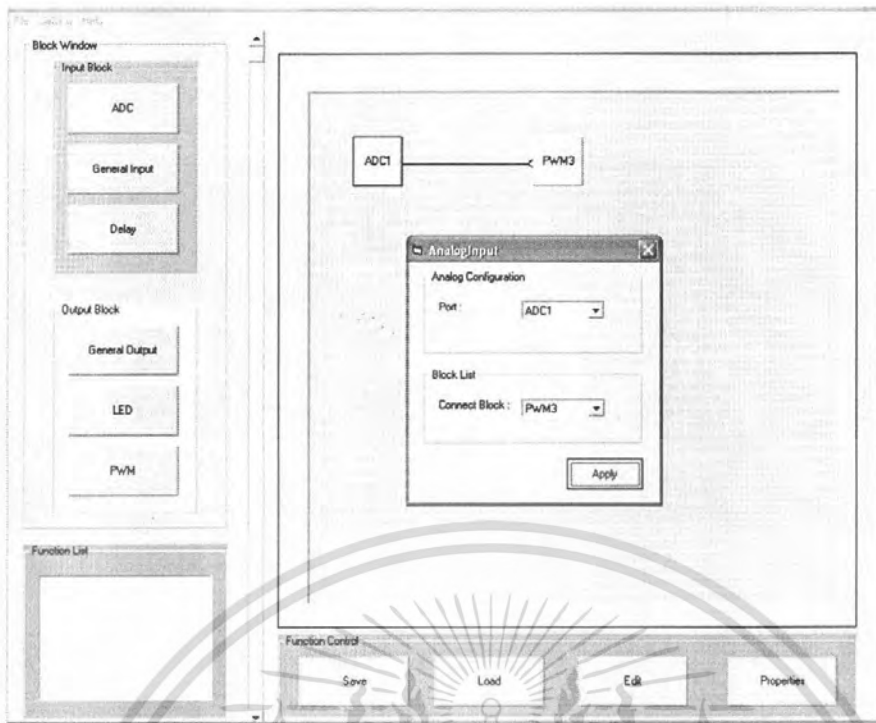 Block Window
Input Block
ADC
General Input
Delay
Output Block
General Output
LED
PWM
Function List
ADC1
PWM3
AnalogInput
Analog Configuration
Port :
ADC1
Block List
Connect Block :
PWM3
Apply
Function Control
Save
Load
Edit
Properties